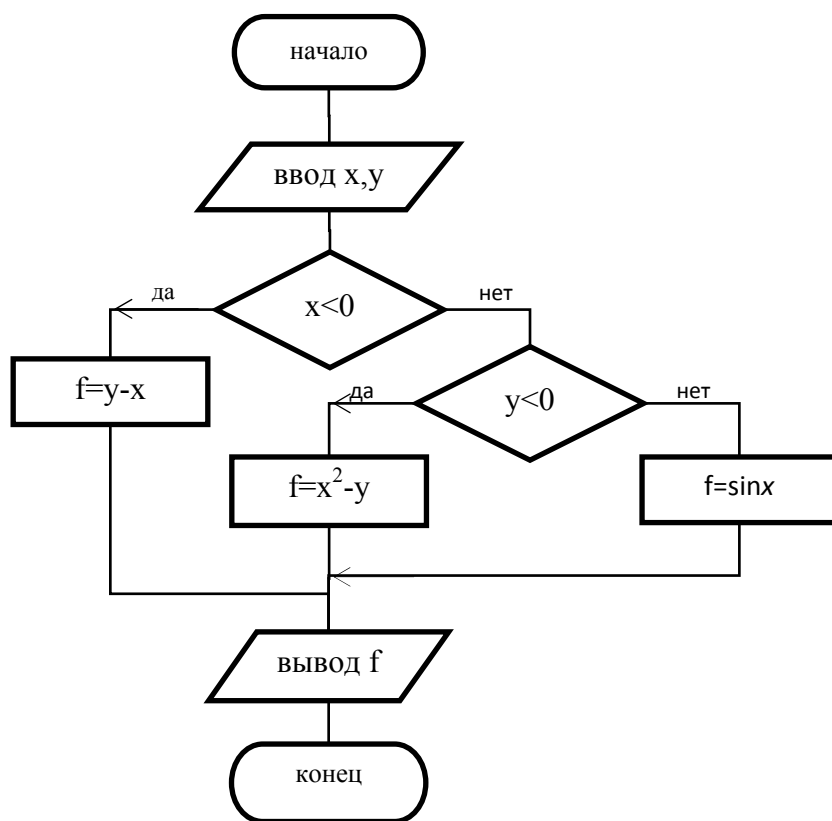 начало
ввод x,y
да
x<0
нет
f=y-x
да
y<0
нет
f=x²-y
f=sinx
вывод f
конец